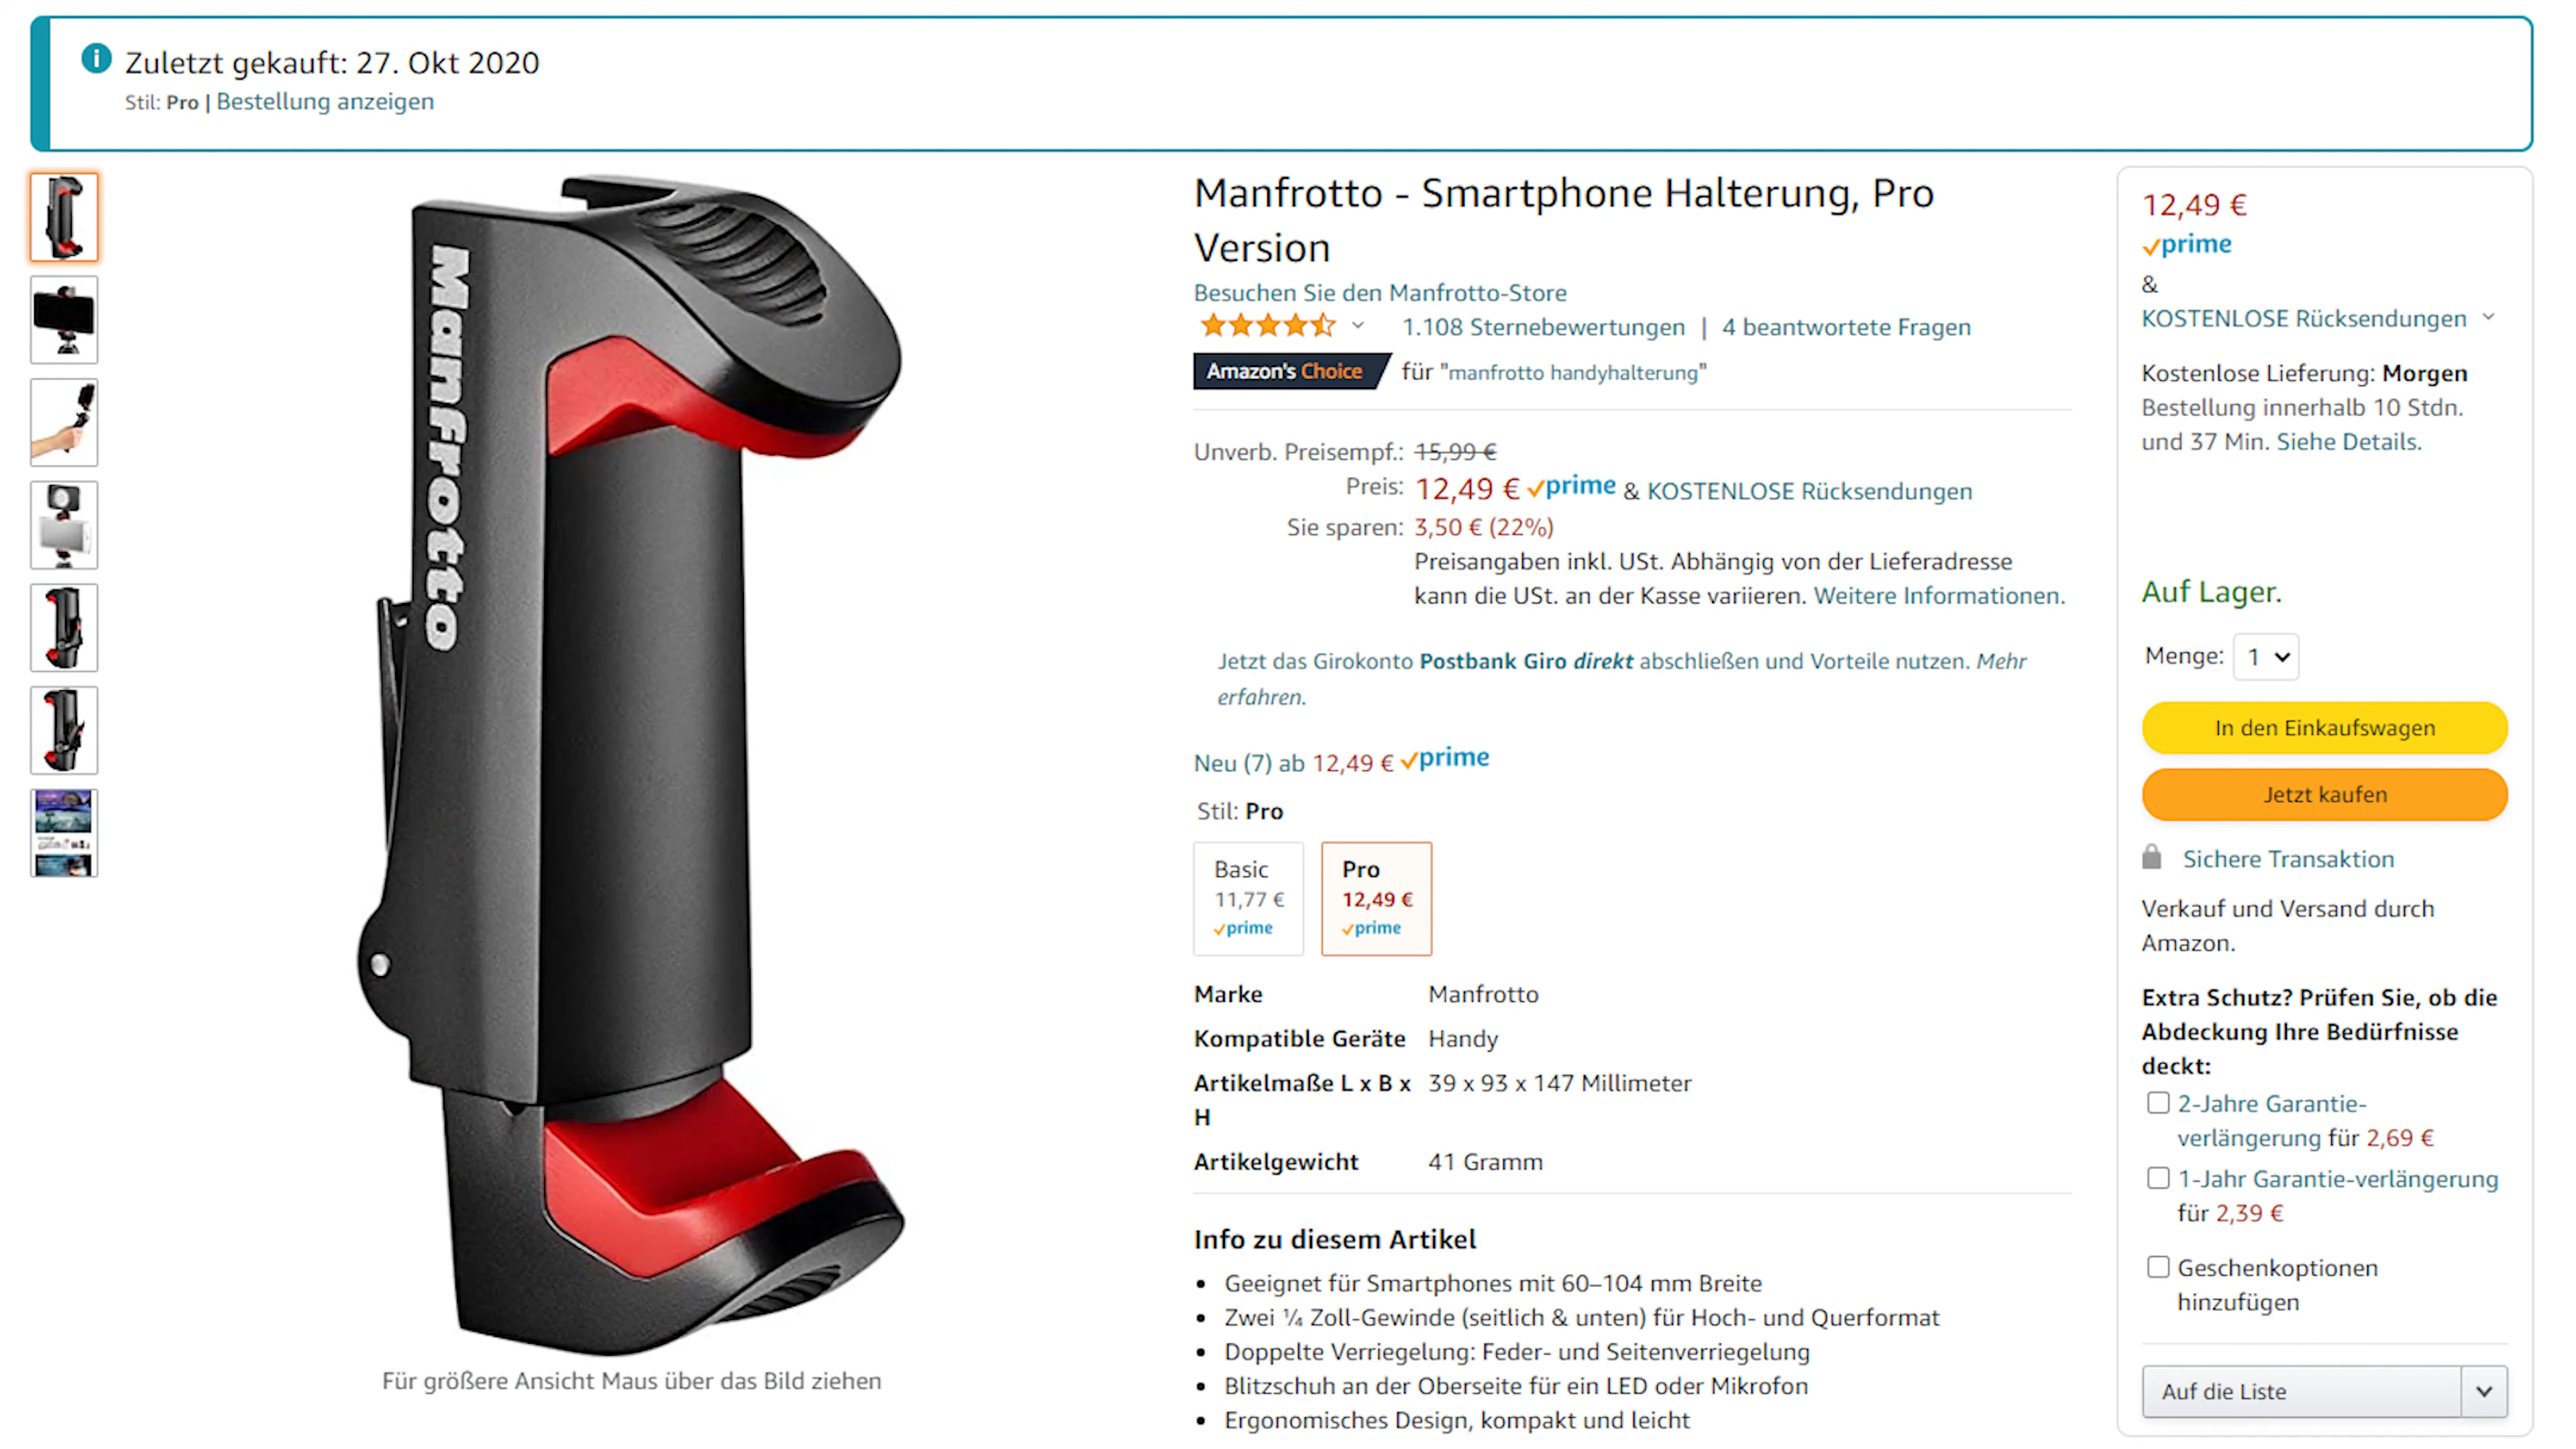 Zuletzt gekauft: 27. Okt 2020
Stil: Pro | Bestellung anzeigen
Manfrotto
Für größere Ansicht Maus über das Bild ziehen
Manfrotto - Smartphone Halterung, Pro
Version
Besuchen Sie den Manfrotto-Store
1.108 Sternebewertungen | 4 beantwortete Fragen
Amazon's Choice für "manfrotto handyhalterung"
Unverb. Preisempf.: 15,99 €
Preis: 12,49 € prime & KOSTENLOSE Rücksendungen
Sie sparen: 3,50 € (22%)
Preisangaben inkl. USt. Abhängig von der Lieferadresse
kann die USt. an der Kasse variieren. Weitere Informationen.
Jetzt das Girokonto Postbank Giro direkt abschließen und Vorteile nutzen. Mehr
erfahren.
Neu (7) ab 12,49 € prime
Stil: Pro
Basic
11,77 €
prime
Pro
12,49 €
prime
Marke Manfrotto
Kompatible Geräte Handy
Artikelmaße L x B x 39 x 93 x 147 Millimeter
H
Artikelgewicht 41 Gramm
Info zu diesem Artikel
• Geeignet für Smartphones mit 60–104 mm Breite
• Zwei ¼ Zoll-Gewinde (seitlich & unten) für Hoch- und Querformat
• Doppelte Verriegelung: Feder- und Seitenverriegelung
• Blitzschuh an der Oberseite für ein LED oder Mikrofon
• Ergonomisches Design, kompakt und leicht
12,49 €
prime
&
KOSTENLOSE Rücksendungen
Kostenlose Lieferung: Morgen
Bestellung innerhalb 10 Stdn.
und 37 Min. Siehe Details.
Auf Lager.
Menge: 1
In den Einkaufswagen
Jetzt kaufen
Sichere Transaktion
Verkauf und Versand durch
Amazon.
Extra Schutz? Prüfen Sie, ob die
Abdeckung Ihre Bedürfnisse
deckt:
2-Jahre Garantie-
verlängerung für 2,69 €
1-Jahr Garantie-verlängerung
für 2,39 €
Geschenkoptionen
hinzufügen
Auf die Liste